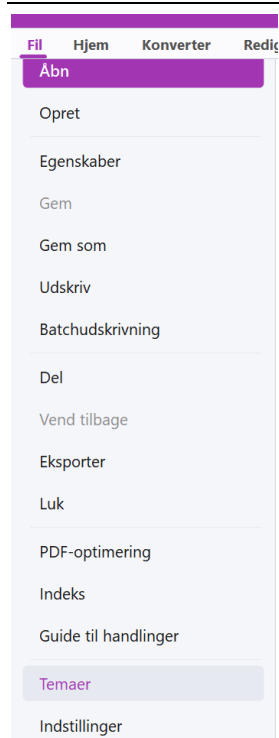 Fil Hjem Konverter
Åbn
Opret
Egenskaber
Gem
Gem som
Udskriv
Batchudskrivning
Del
Vend tilbage
Eksporter
Luk
PDF-optimering
Indeks
Guide til handlinger
Temaer
Indstillinger